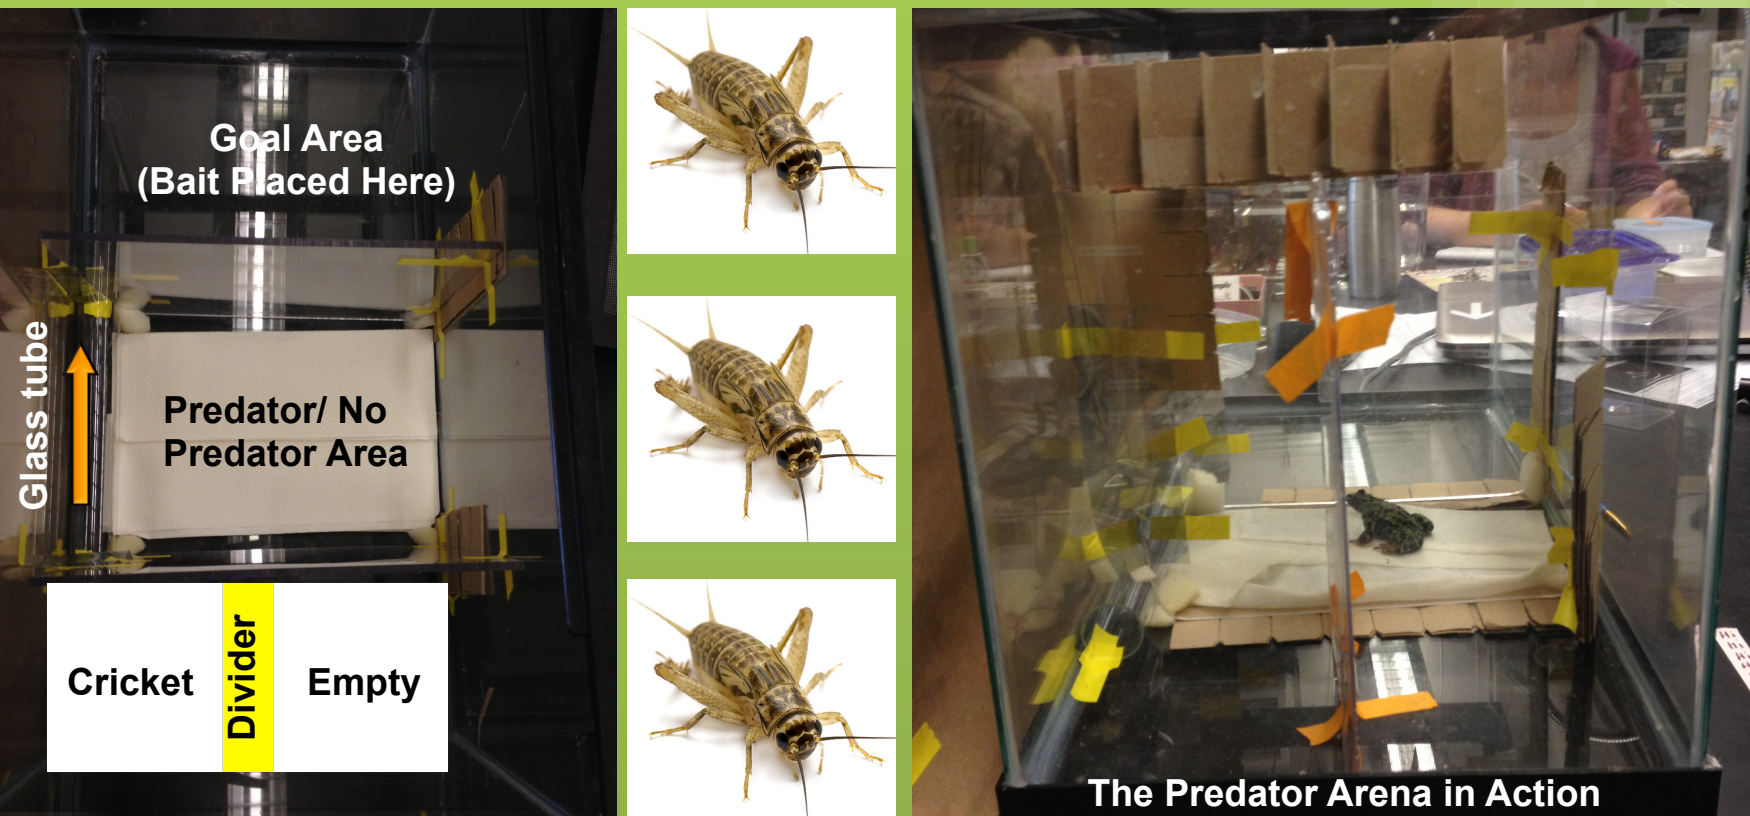 Goal Area
(Bait Placed Here)
Glass tube
Predator/ No
Predator Area
Cricket
Divider
Empty
The Predator Arena in Action